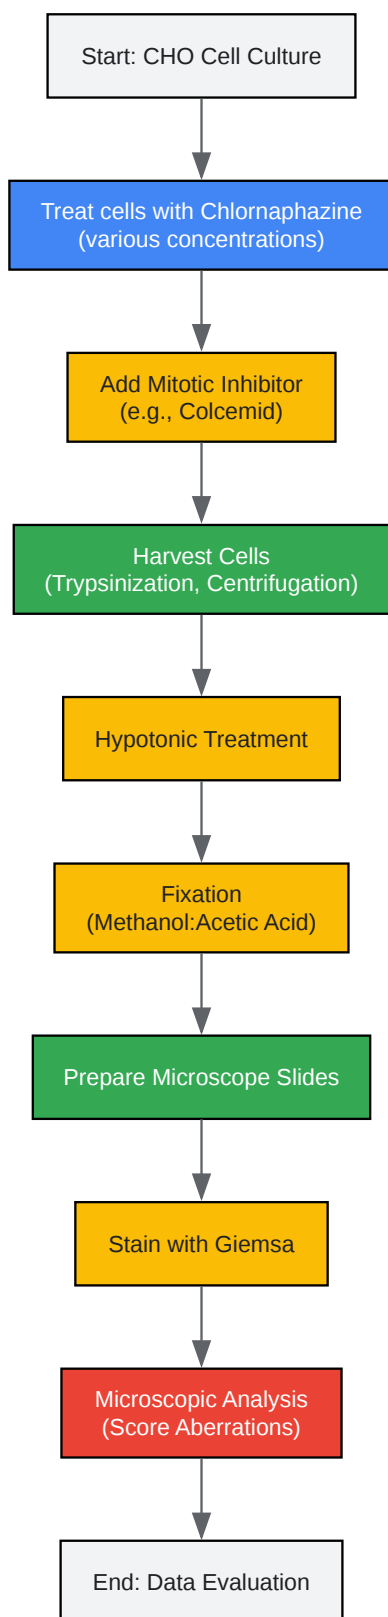 Start: CHO Cell Culture
Treat cells with Chlornaphazine
(various concentrations)
Add Mitotic Inhibitor
(e.g., Colcemid)
Harvest Cells
(Trypsinization, Centrifugation)
Hypotonic Treatment
Fixation
(Methanol:Acetic Acid)
Prepare Microscope Slides
Stain with Giemsa
Microscopic Analysis
(Score Aberrations)
End: Data Evaluation